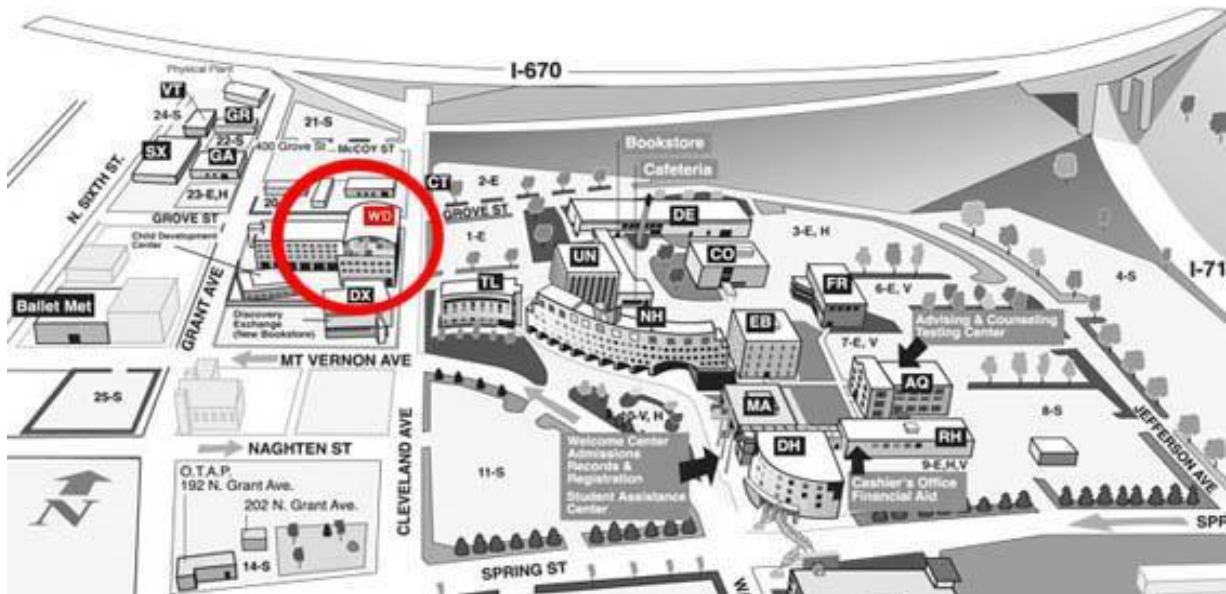 I-670
Physical Plant
VT
24-S
GR
22-S
21-S
400 Grove St
McCOY ST
SX
GA
23-E,H
N. SIXTH ST.
GROVE ST
20
WD
CT
2-E
GROVE ST
1-E
Bookstore
Cafeteria
DE
UN
CO
3-E, H
4-S
I-71
Child Development
Center
GRANT AVE
Ballet Met
DX
Discovery
Exchange
(New Bookstore)
TL
NH
EB
FR
6-E, V
Advising & Counseling
Testing Center
7-E, V
AQ
MT VERNON AVE
25-S
NAGHTEN ST
CLEVELAND AVE
10-V, H
MA
DH
RH
8-S
JEFFERSON AVE
9-E,H,V
11-S
Welcome Center
Admissions
Records &
Registration
Student Assistance
Center
Cashier's Office
Financial Aid
N
O.T.A.P.
192 N. Grant Ave.
202 N. Grant Ave.
14-S
SPRING ST
SPR
WA